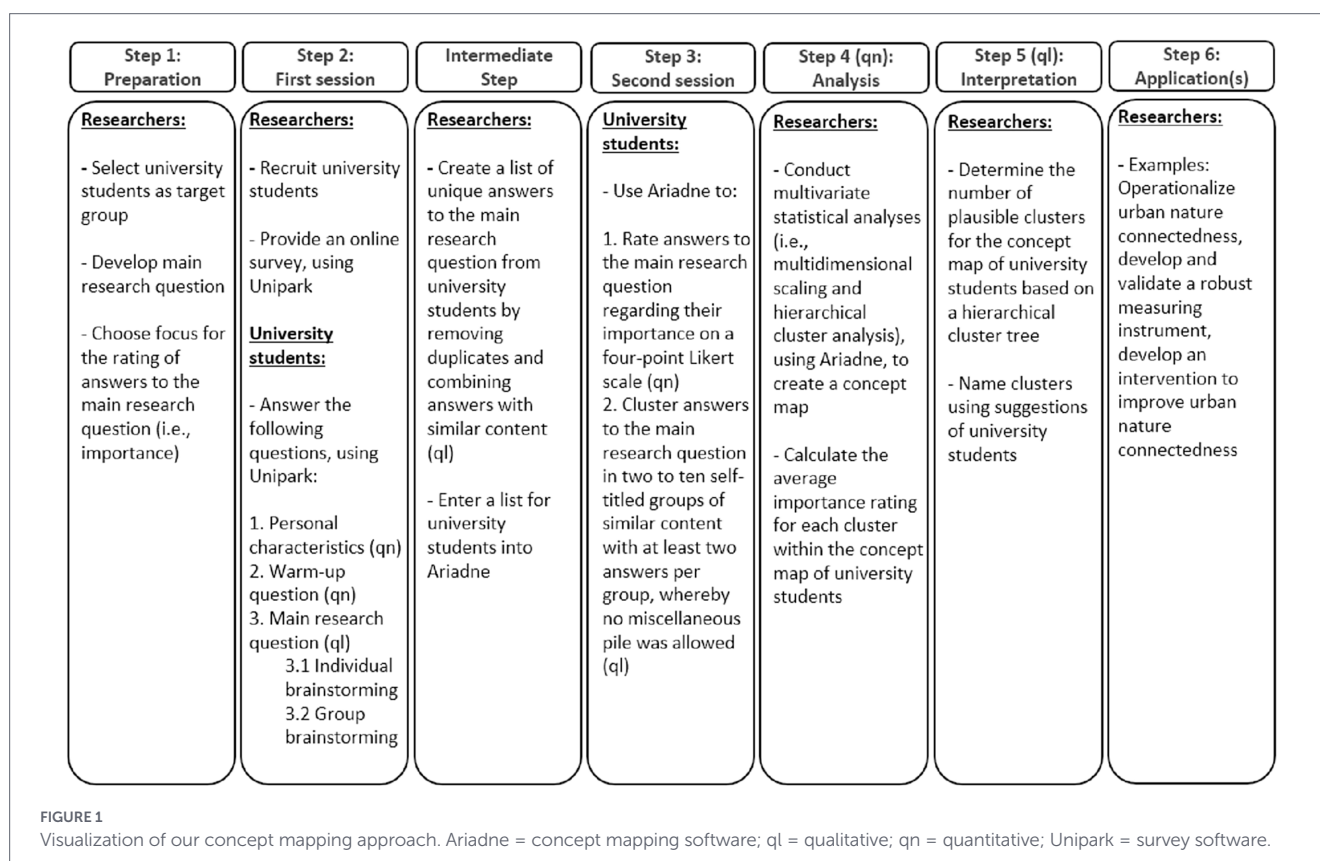 Step 1:
Preparation
Researchers:
- Select university
students as target
group
- Develop main
research question
- Choose focus for
the rating of
answers to the
main research
question (i.e.,
importance)
Step 2:
First session
Researchers:
- Recruit university
students
- Provide an online
survey, using
Unipark
University
students:
- Answer the
following
questions, using
Unipark:
1. Personal
characteristics (qn)
2. Warm-up
question (qn)
3. Main research
question (ql)
3.1 Individual
brainstorming
3.2 Group
brainstorming
Intermediate
Step
Researchers:
- Create a list of
unique answers
to the main
research
question from
university
students by
removing
duplicates and
combining
answers with
similar content
(ql)
- Enter a list for
university
students into
Ariadne
Step 3:
Second session
University
students:
- Use Ariadne to:
1. Rate answers to
the main research
question
regarding their
importance on a
four-point Likert
scale (qn)
2. Cluster answers
to the main
research question
in two to ten self-
titled groups of
similar content
with at least two
answers per
group, whereby
no miscellaneous
pile was allowed
(ql)
Step 4 (qn):
Analysis
Researchers:
- Conduct
multivariate
statistical analyses
(i.e.,
multidimensional
scaling and
hierarchical
cluster analysis),
using Ariadne, to
create a concept
map
- Calculate the
average
importance rating
for each cluster
within the concept
map of university
students
Step 5 (ql):
Interpretation
Researchers:
- Determine the
number of
plausible clusters
for the concept
map of university
students based on
a hierarchical
cluster tree
- Name clusters
using suggestions
of university
students
Step 6:
Application(s)
Researchers:
- Examples:
Operationalize
urban nature
connectedness,
develop and
validate a robust
measuring
instrument,
develop an
intervention to
improve urban
nature
connectedness
FIGURE 1
Visualization of our concept mapping approach. Ariadne = concept mapping software; ql = qualitative; qn = quantitative; Unipark = survey software.